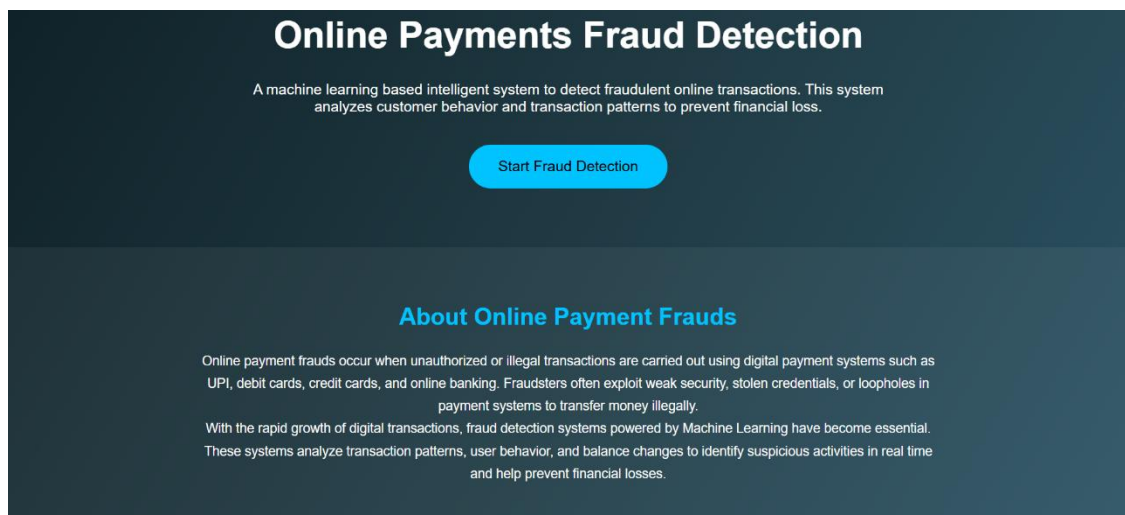 Online Payments Fraud Detection
A machine learning based intelligent system to detect fraudulent online transactions. This system
analyzes customer behavior and transaction patterns to prevent financial loss.
Start Fraud Detection
About Online Payment Frauds
Online payment frauds occur when unauthorized or illegal transactions are carried out using digital payment systems such as
UPI, debit cards, credit cards, and online banking. Fraudsters often exploit weak security, stolen credentials, or loopholes in
payment systems to transfer money illegally.
With the rapid growth of digital transactions, fraud detection systems powered by Machine Learning have become essential.
These systems analyze transaction patterns, user behavior, and balance changes to identify suspicious activities in real time
and help prevent financial losses.